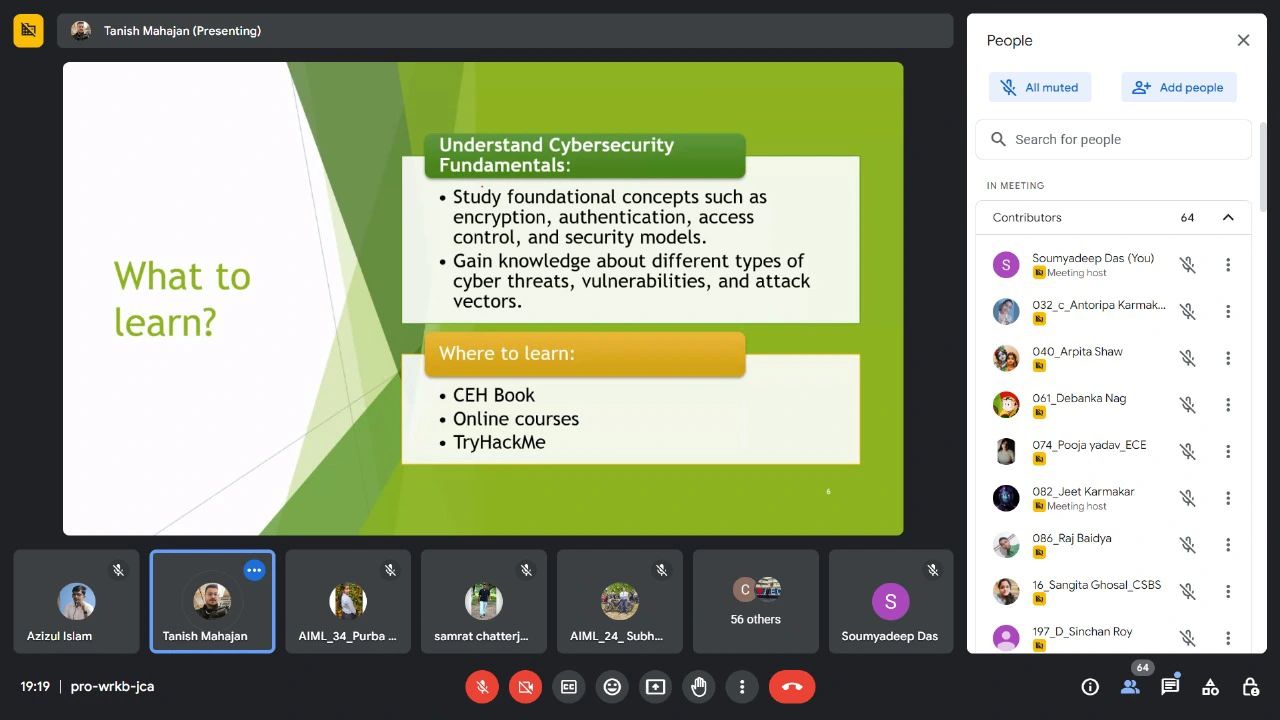 Tanish Mahajan (Presenting)
What to
learn?
Understand Cybersecurity
Fundamentals:
• Study foundational concepts such as
encryption, authentication, access
control, and security models.
• Gain knowledge about different types of
cyber threats, vulnerabilities, and attack
vectors.
Where to learn:
• CEH Book
• Online courses
• TryHackMe
6
People
All muted
Add people
Search for people
IN MEETING
Contributors 64
S
Soumyadeep Das (You)
Meeting host
032_c_Antoripa Karmak...
040_Arpita Shaw
061_Debanka Nag
074_Pooja yadav_ECE
082_Jeet Karmakar
Meeting host
086_Raj Baidya
16_Sangita Ghosal_CSBS
197_D_Sinchan Roy
Azizul Islam
Tanish Mahajan
AIML_34_Purba ...
samrat chatterj...
AIML_24_ Subh...
C
56 others
S
Soumyadeep Das
19:19 | pro-wrkb-jca
64